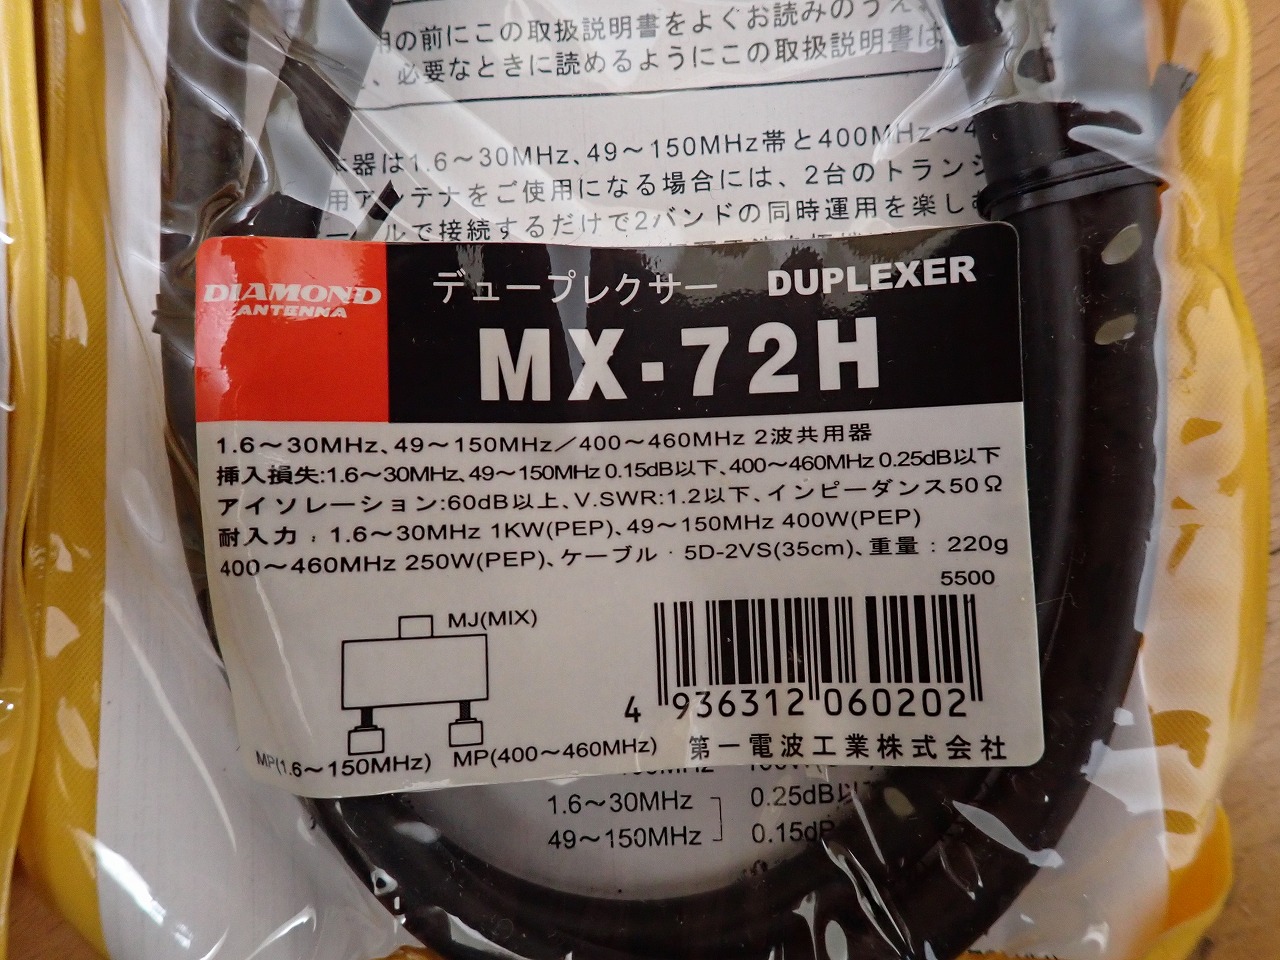 用の前にこの取扱説明書をよくお読みのうえ、
、必要なときに読めるようにこの取扱説明書は
器は1.6～30MHz、49～150MHz帯と400MHz～4
用アンテナをご使用になる場合には、2台のトランシ
ルで接続するだけで2バンドの同時運用を楽し
DIAMOND
ANTENNA
デュープレクサー DUPLEXER
MX-72H
1.6～30MHz、49～150MHz／400～460MHz 2波共用器
挿入損失:1.6～30MHz、49～150MHz 0.15dB以下、400～460MHz 0.25dB以下
アイソレーション:60dB以上、V.SWR:1.2以下、インピーダンス50Ω
耐入力：1.6～30MHz 1KW(PEP)、49～150MHz 400W(PEP)
400～460MHz 250W(PEP)、ケーブル・5D-2VS(35cm)、重量：220g
5500
MJ(MIX)
4 936312 060202
MP(1.6～150MHz) MP(400～460MHz) 第一電波工業株式会社
1.6～30MHz 0.25dB以
49～150MHz 0.15dB